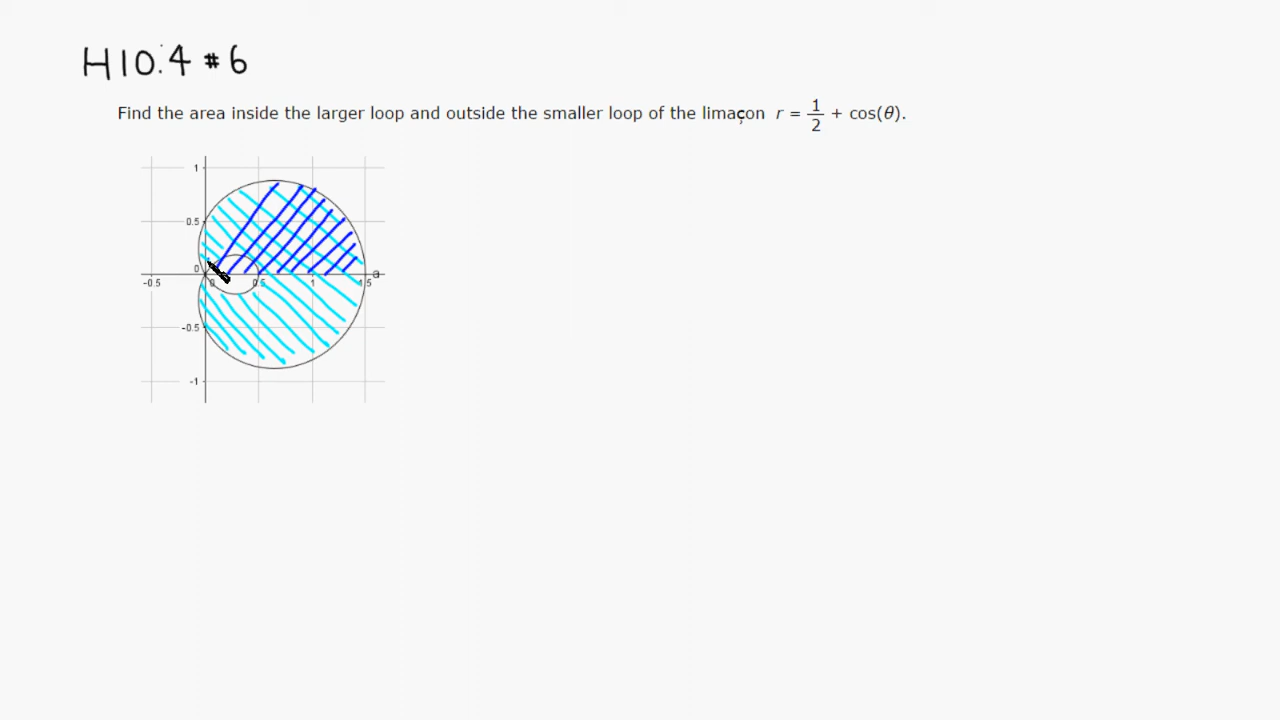 H10.4 #6
Find the area inside the larger loop and outside the smaller loop of the limaçon r = 1/2 + cos(θ).
1
0.5
0
-0.5 0 0.5 1 1.5 a
-0.5
-1